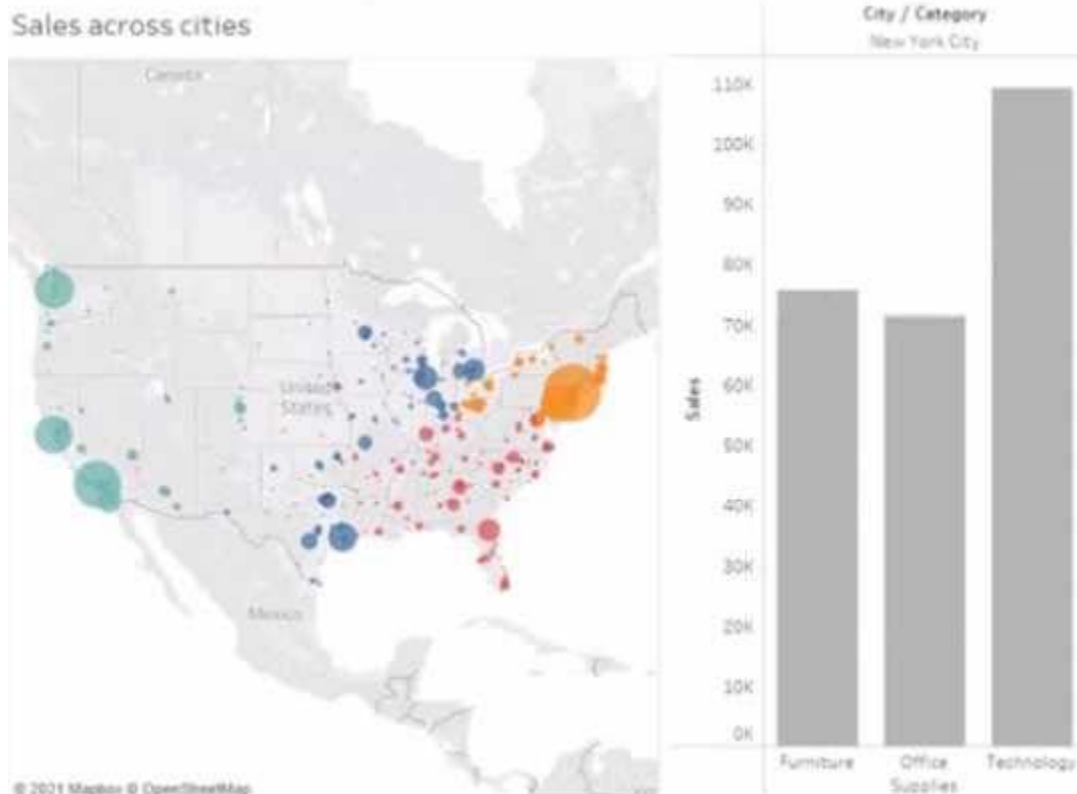 Sales across cities
Canada
United
States
Mexico
© 2021 Mapbox © OpenStreetMap
City / Category
New York City
110K
100K
90K
80K
70K
60K
50K
40K
30K
20K
10K
0K
Sales
Furniture
Office
Supplies
Technology